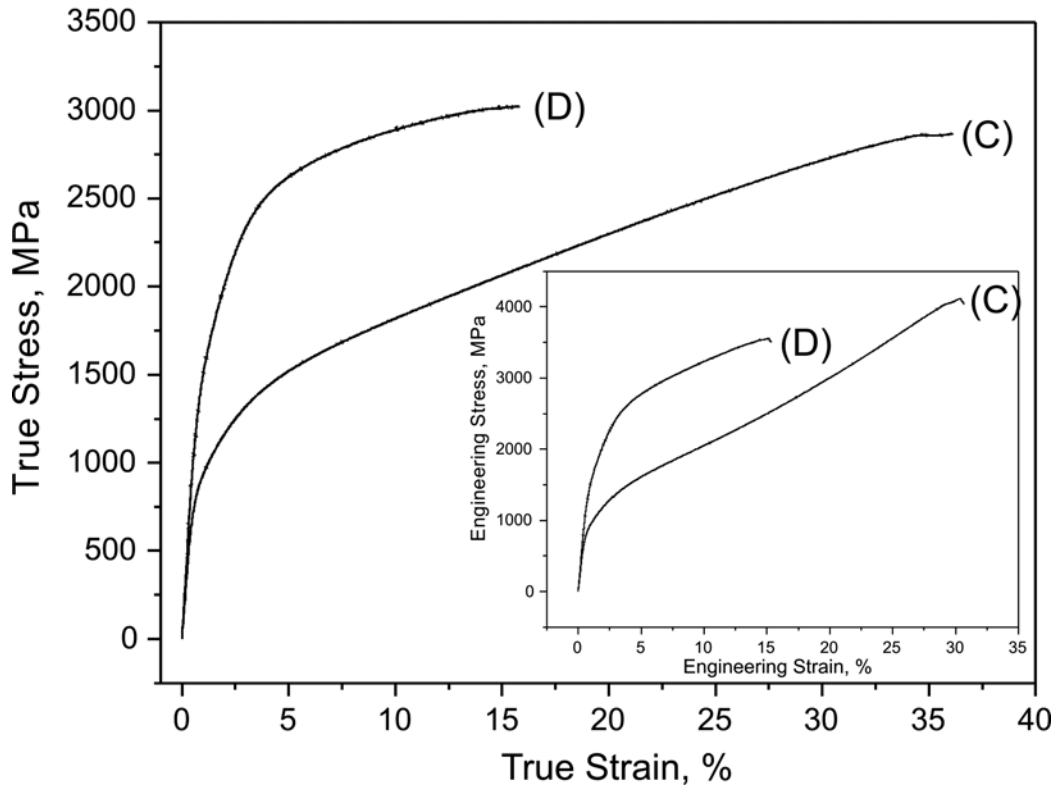 3500
3000
2500
2000
1500
1000
500
0
True Stress, MPa
(D)
(C)
4000
3000
2000
1000
0
Engineering Stress, MPa
(D)
(C)
0 5 10 15 20 25 30 35
Engineering Strain, %
0 5 10 15 20 25 30 35 40
True Strain, %